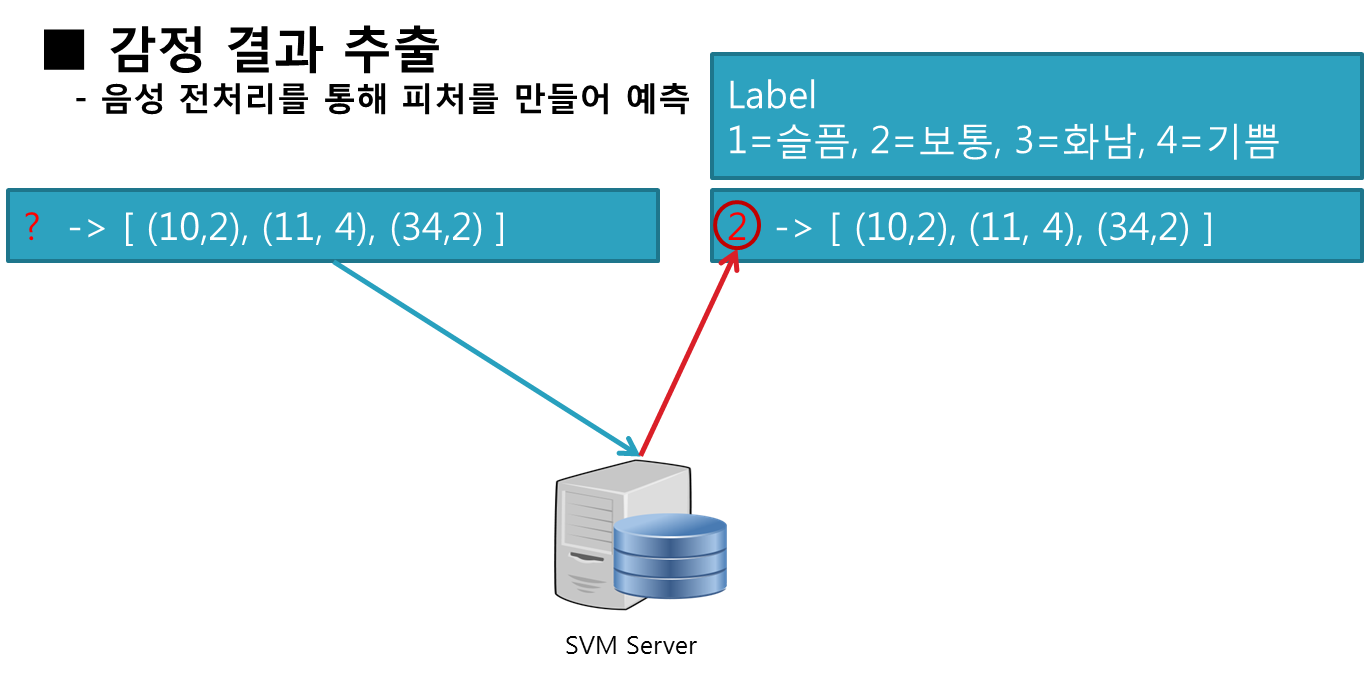 ■ 감정 결과 추출
- 음성 전처리를 통해 피처를 만들어 예측
Label
1=슬픔, 2=보통, 3=화남, 4=기쁨
? -> [ (10,2), (11, 4), (34,2) ]
2 -> [ (10,2), (11, 4), (34,2) ]
SVM Server